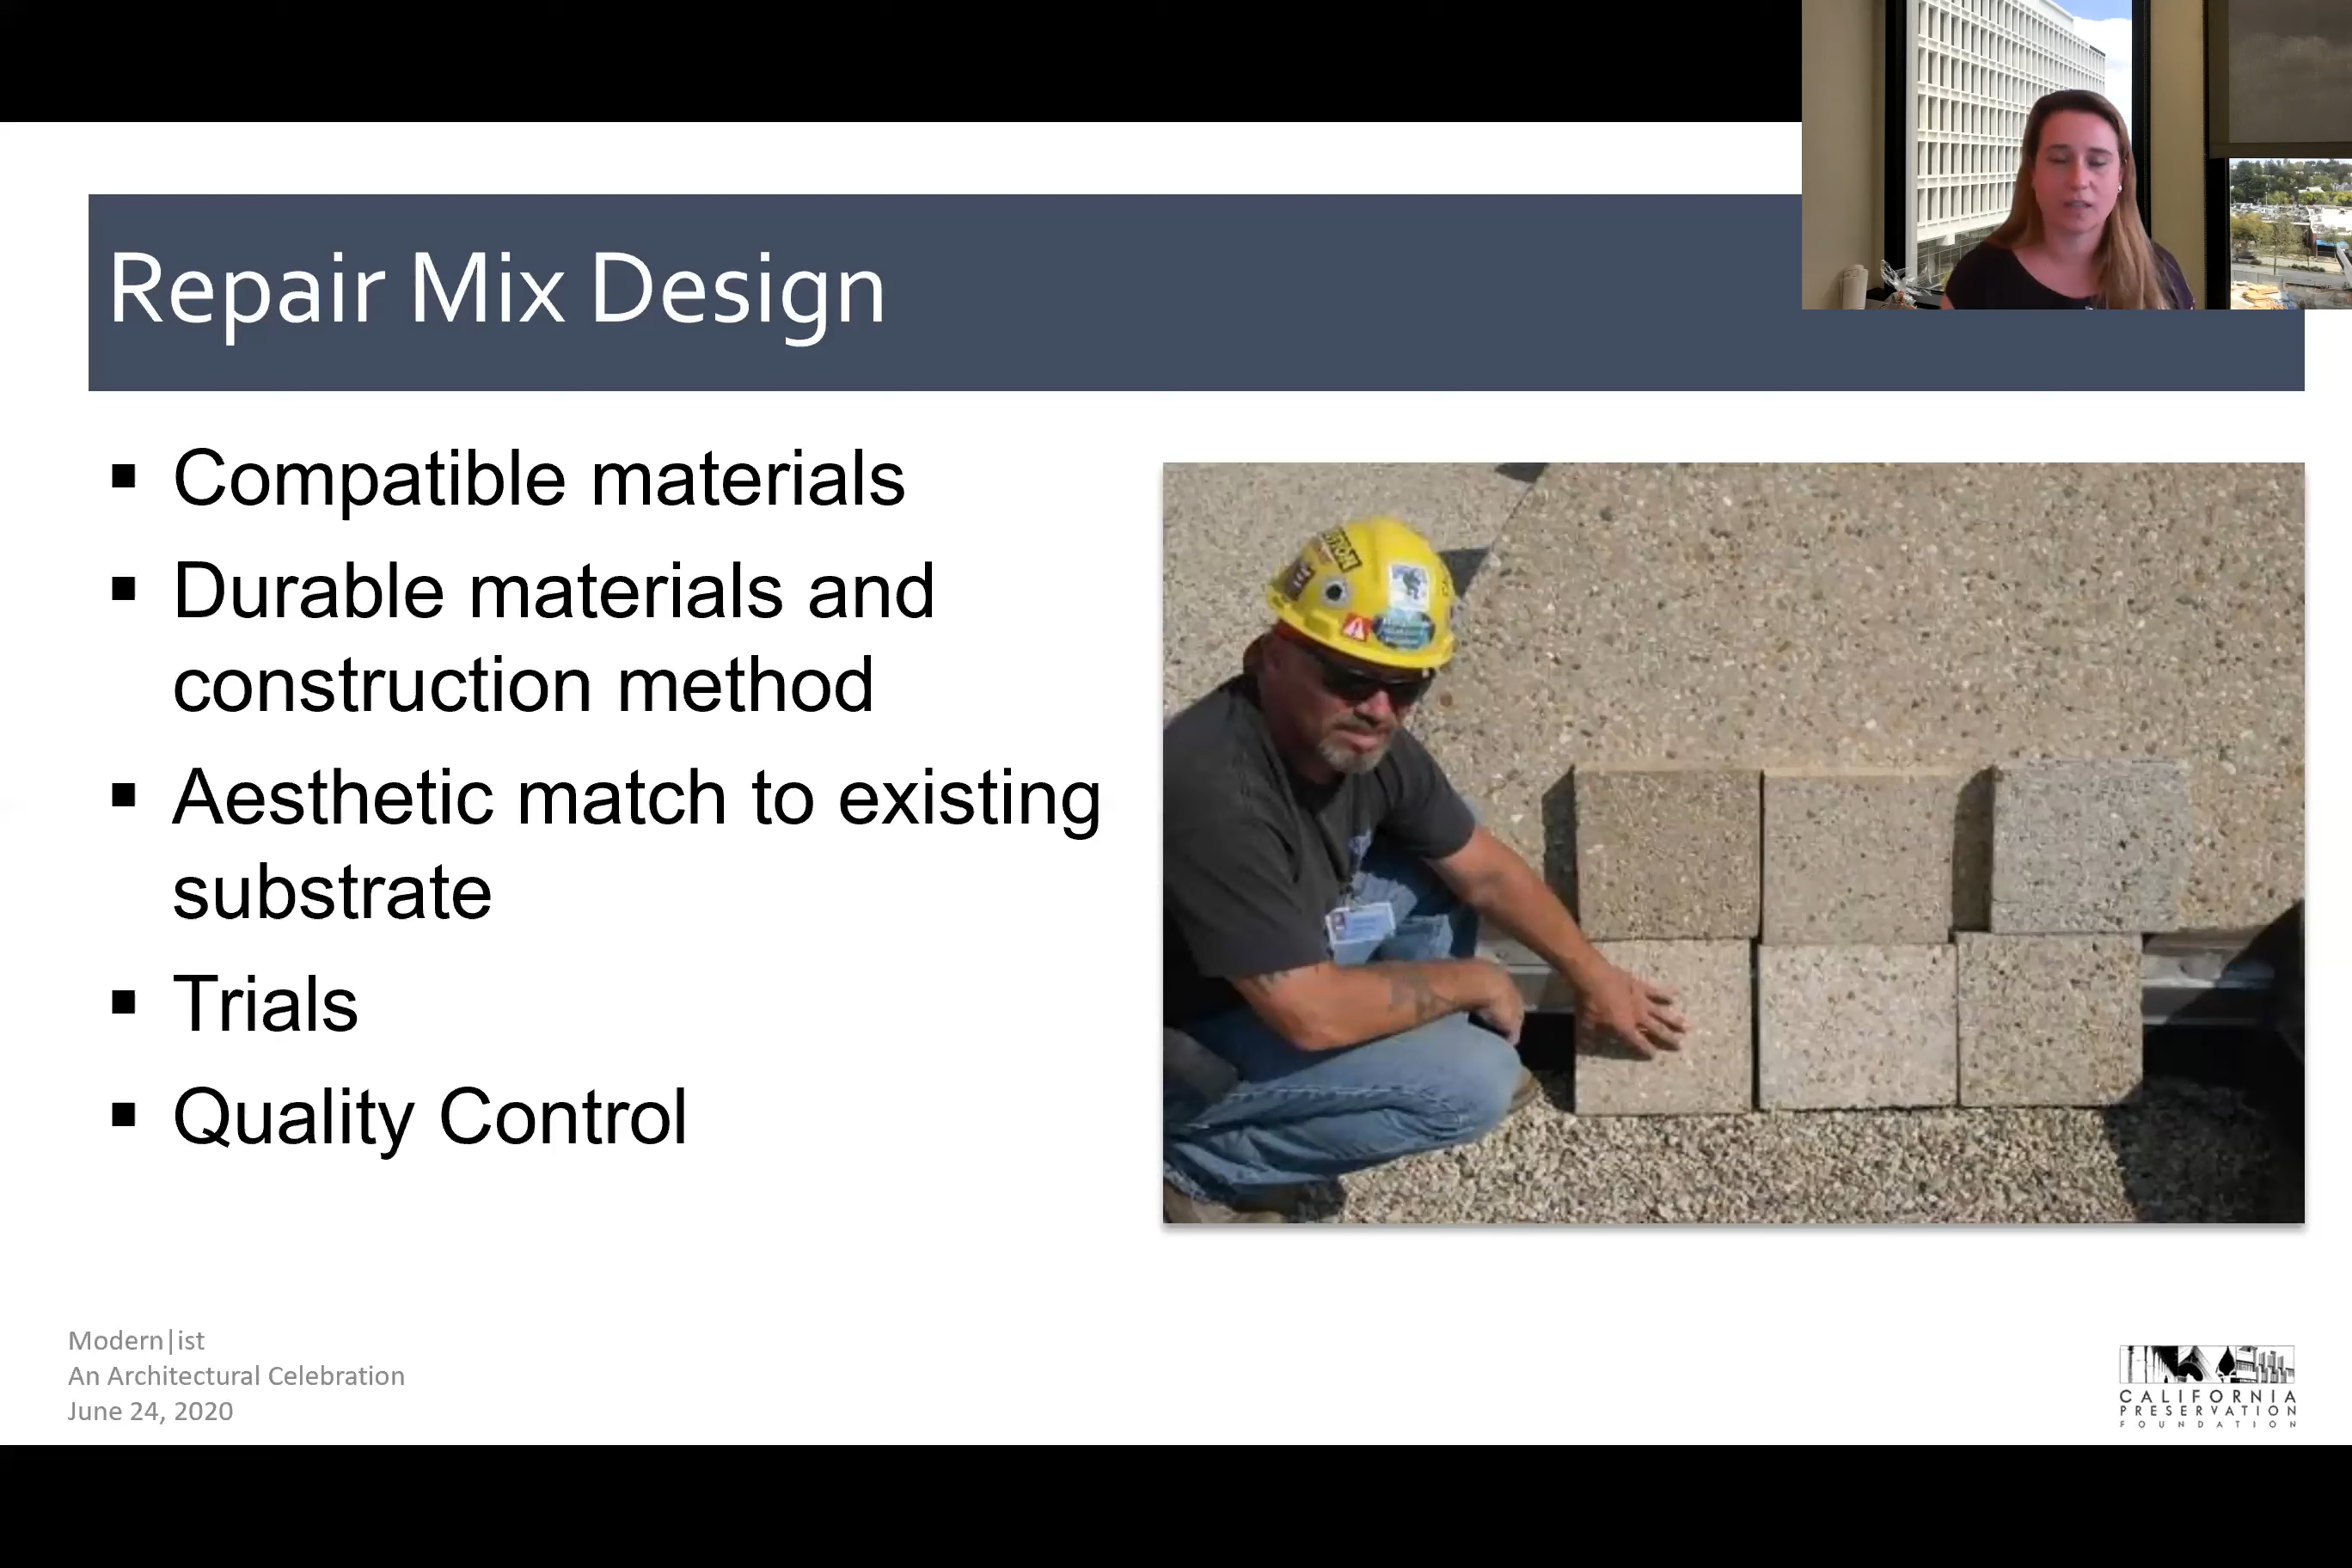 Repair Mix Design
▪ Compatible materials
▪ Durable materials and
construction method
▪ Aesthetic match to existing
substrate
▪ Trials
▪ Quality Control
Modern|ist
An Architectural Celebration
June 24, 2020
CALIFORNIA
PRESERVATION
FOUNDATION